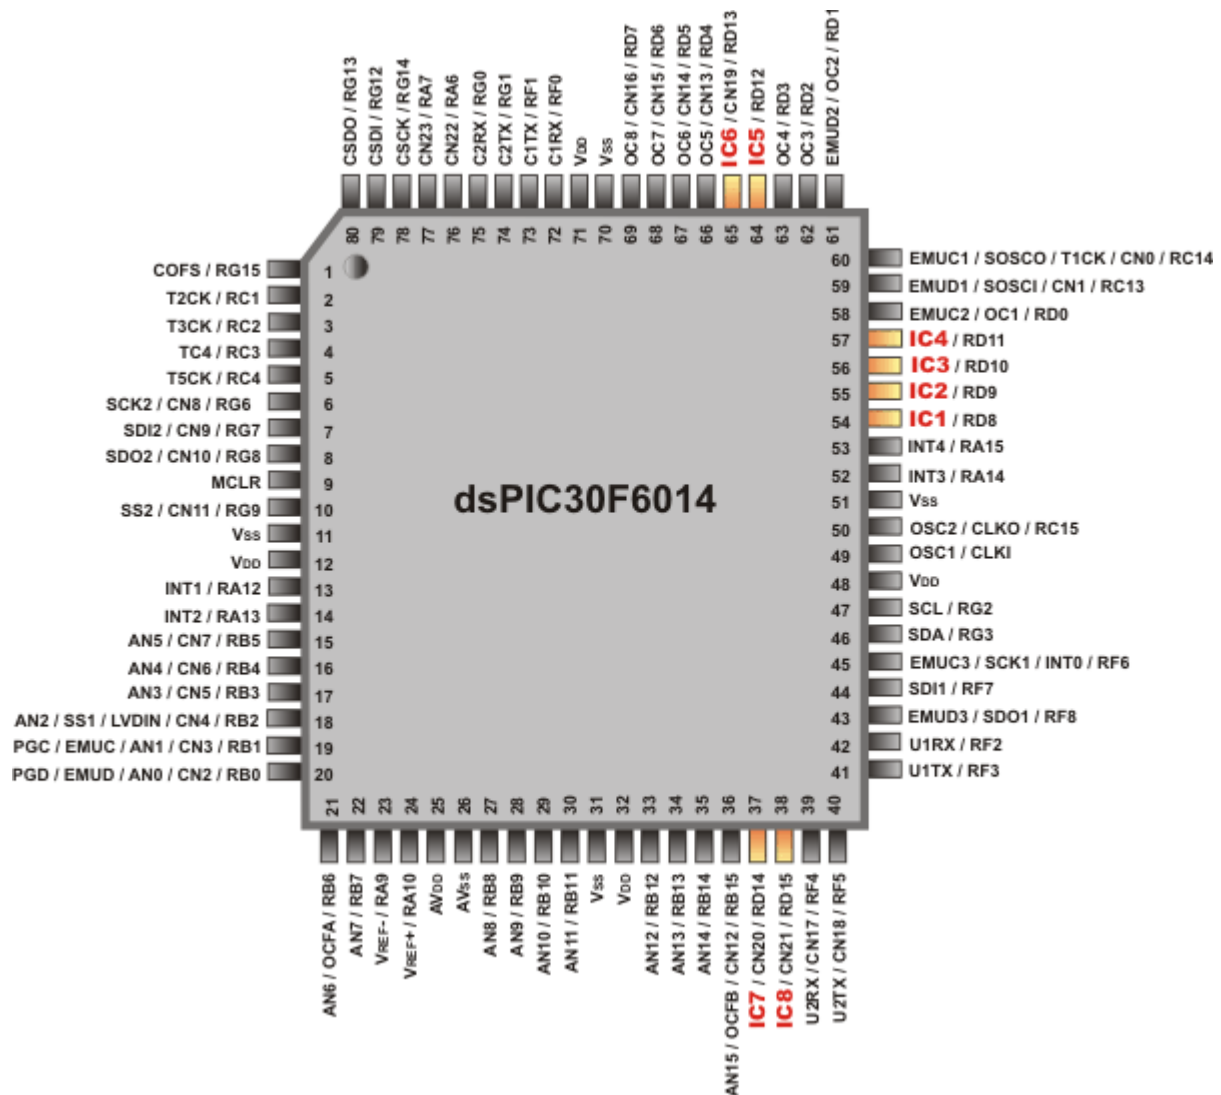 CSDO / RG13
CSDI / RG12
CSCK / RG14
CN23 / RA7
CN22 / RA6
C2RX / RG0
C2TX / RG1
C1TX / RF1
C1RX / RF0
VDD
VSS
OC8 / CN16 / RD7
OC7 / CN15 / RD6
OC6 / CN14 / RD5
OC5 / CN13 / RD4
IC6 / CN19 / RD13
IC5 / RD12
OC4 / RD3
OC3 / RD2
EMUD2 / OC2 / RD1
80
79
78
77
76
75
74
73
72
71
70
69
68
67
66
65
64
63
62
61
COFS / RG15 1
T2CK / RC1 2
T3CK / RC2 3
TC4 / RC3 4
T5CK / RC4 5
SCK2 / CN8 / RG6 6
SDI2 / CN9 / RG7 7
SDO2 / CN10 / RG8 8
MCLR 9
SS2 / CN11 / RG9 10
VSS 11
VDD 12
INT1 / RA12 13
INT2 / RA13 14
AN5 / CN7 / RB5 15
AN4 / CN6 / RB4 16
AN3 / CN5 / RB3 17
AN2 / SS1 / LVDIN / CN4 / RB2 18
PGC / EMUC / AN1 / CN3 / RB1 19
PGD / EMUD / AN0 / CN2 / RB0 20
dsPIC30F6014
60 EMUC1 / SOSCO / T1CK / CN0 / RC14
59 EMUD1 / SOSCI / CN1 / RC13
58 EMUC2 / OC1 / RD0
57 IC4 / RD11
56 IC3 / RD10
55 IC2 / RD9
54 IC1 / RD8
53 INT4 / RA15
52 INT3 / RA14
51 VSS
50 OSC2 / CLKO / RC15
49 OSC1 / CLKI
48 VDD
47 SCL / RG2
46 SDA / RG3
45 EMUC3 / SCK1 / INT0 / RF6
44 SDI1 / RF7
43 EMUD3 / SDO1 / RF8
42 U1RX / RF2
41 U1TX / RF3
21
22
23
24
25
26
27
28
29
30
31
32
33
34
35
36
37
38
39
40
AN6 / OCFA / RB6
AN7 / RB7
VREF- / RA9
VREF+ / RA10
AVDD
AVSS
AN8 / RB8
AN9 / RB9
AN10 / RB10
AN11 / RB11
VSS
VDD
AN12 / RB12
AN13 / RB13
AN14 / RB14
AN15 / OCFB / CN12 / RB15
IC7 / CN20 / RD14
IC8 / CN21 / RD15
U2RX / CN17 / RF4
U2TX / CN18 / RF5